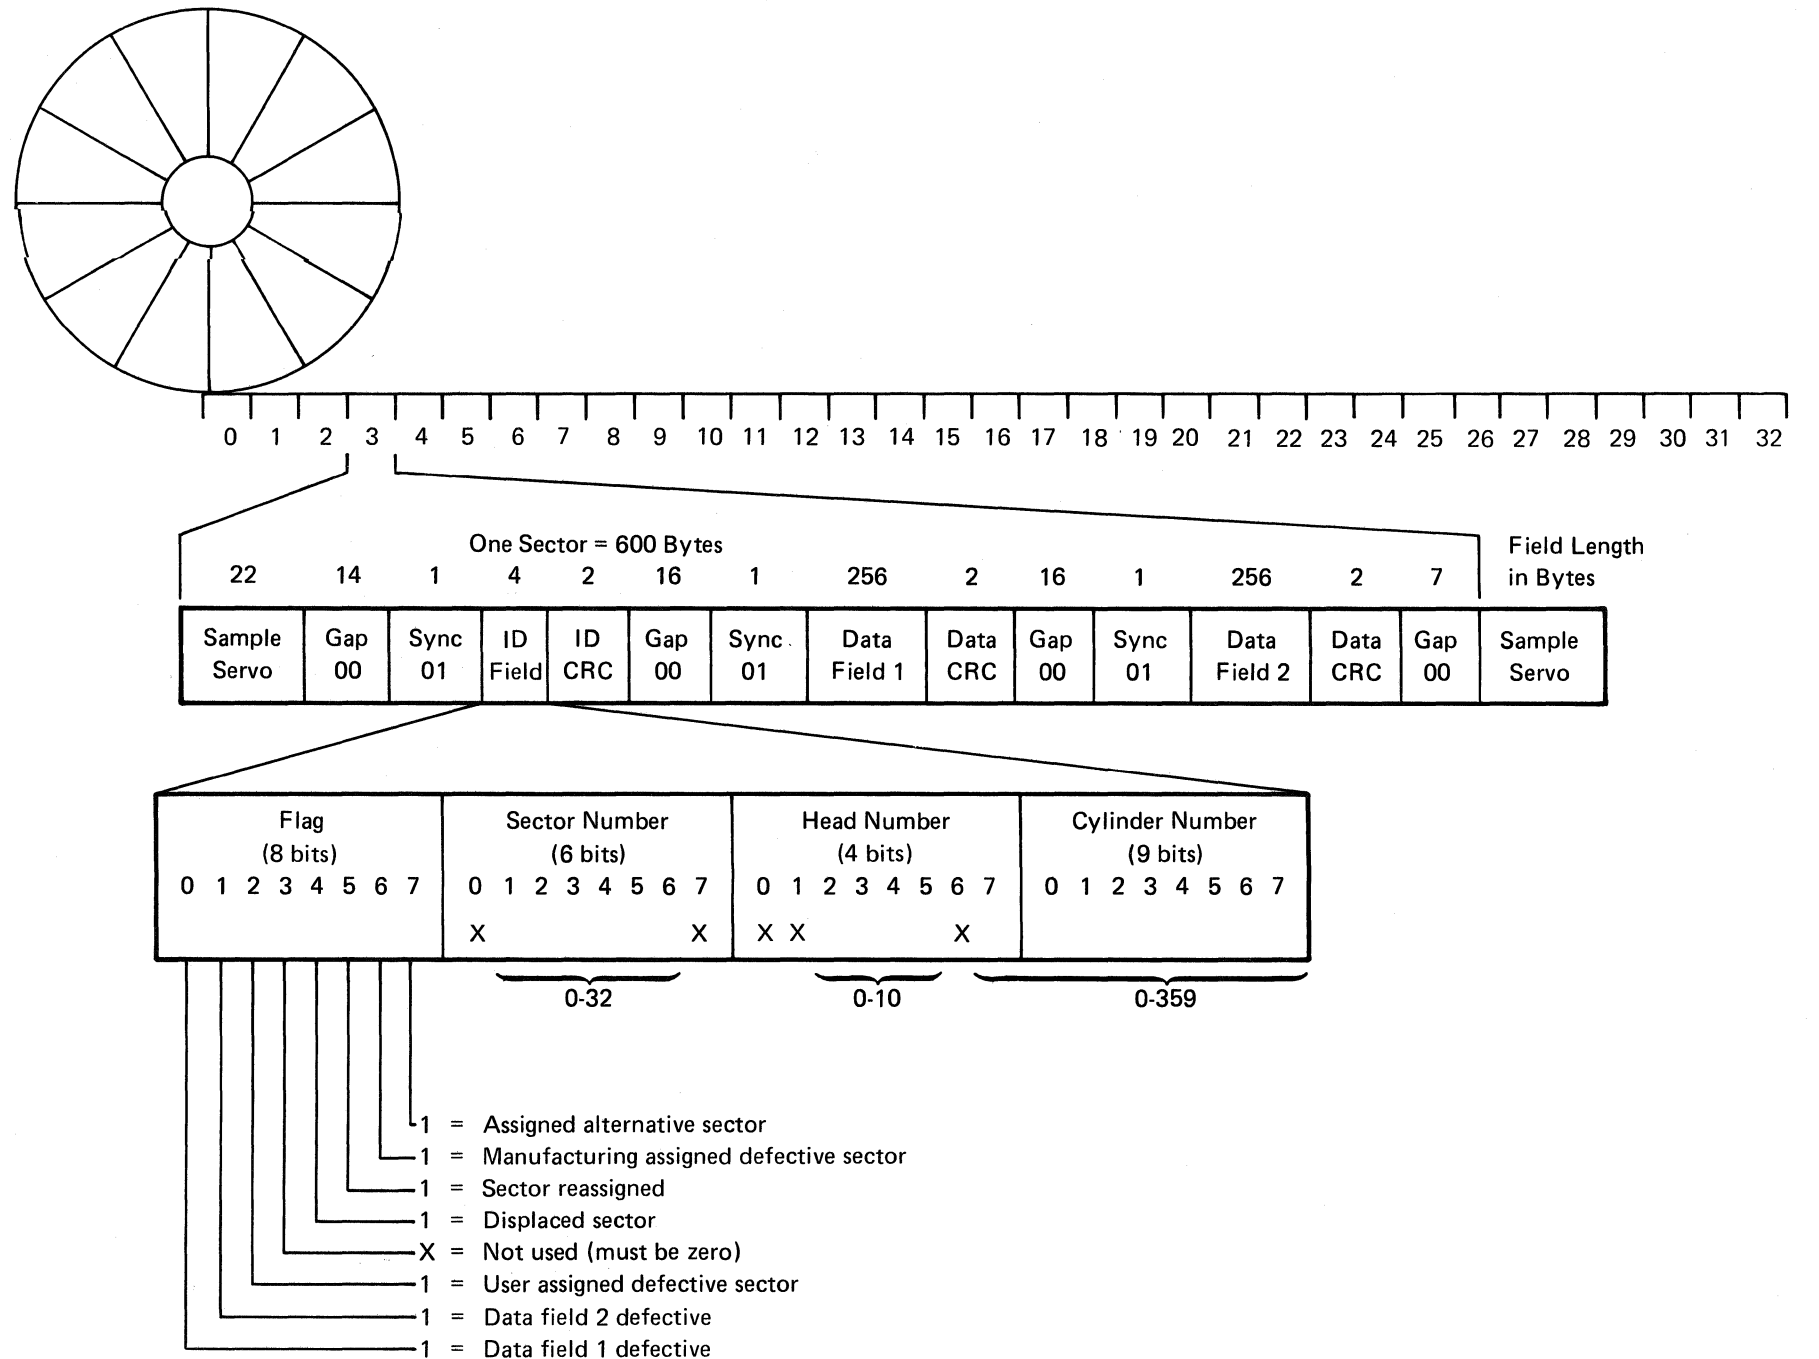 0 1 2 3 4 5 6 7 8 9 10 11 12 13 14 15 16 17 18 19 20 21 22 23 24 25 26 27 28 29 30 31 32
One Sector = 600 Bytes
Field Length
22 14 1 4 2 16 1 256 2 16 1 256 2 7 in Bytes
Sample Gap Sync ID ID Gap Sync Data Data Gap Sync Data Data Gap Sample
Servo 00 01 Field CRC 00 01 Field 1 CRC 00 01 Field 2 CRC 00 Servo
Flag Sector Number Head Number Cylinder Number
(8 bits) (6 bits) (4 bits) (9 bits)
0 1 2 3 4 5 6 7 0 1 2 3 4 5 6 7 0 1 2 3 4 5 6 7 0 1 2 3 4 5 6 7
X X X X X
0-32 0-10 0-359
1 = Assigned alternative sector
1 = Manufacturing assigned defective sector
1 = Sector reassigned
1 = Displaced sector
X = Not used (must be zero)
1 = User assigned defective sector
1 = Data field 2 defective
1 = Data field 1 defective